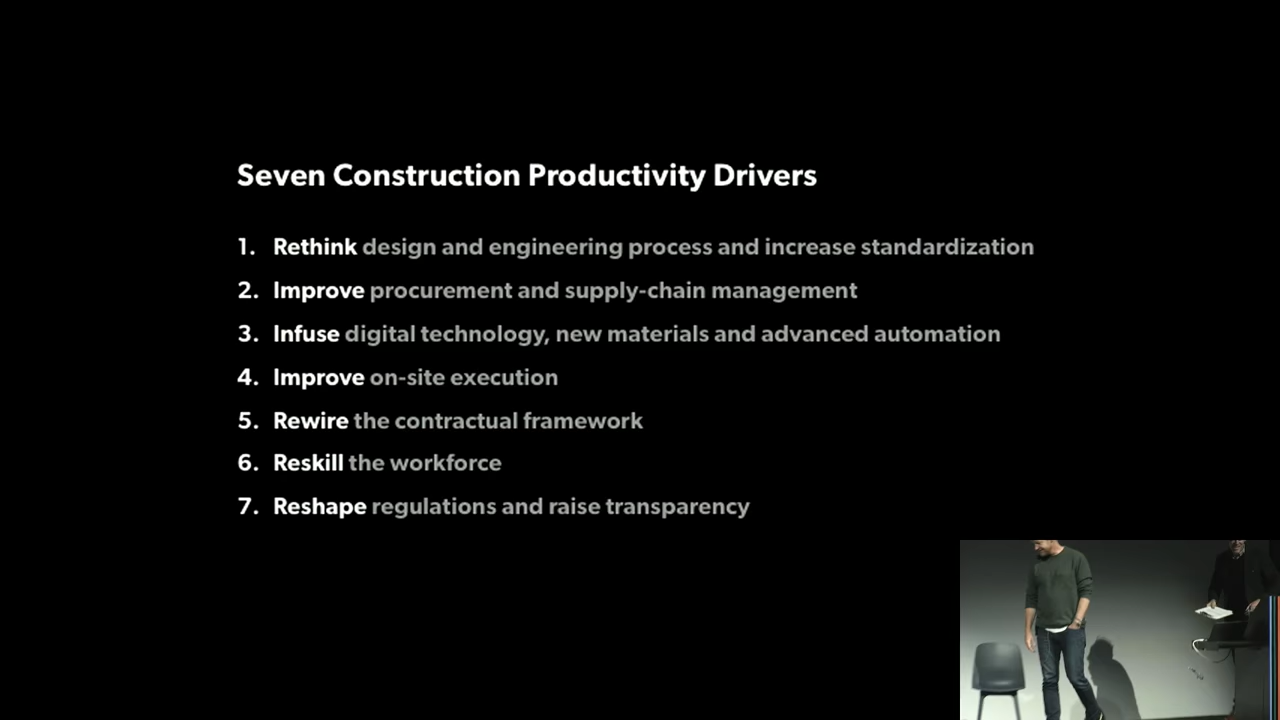 Seven Construction Productivity Drivers
1. Rethink design and engineering process and increase standardization
2. Improve procurement and supply-chain management
3. Infuse digital technology, new materials and advanced automation
4. Improve on-site execution
5. Rewire the contractual framework
6. Reskill the workforce
7. Reshape regulations and raise transparency